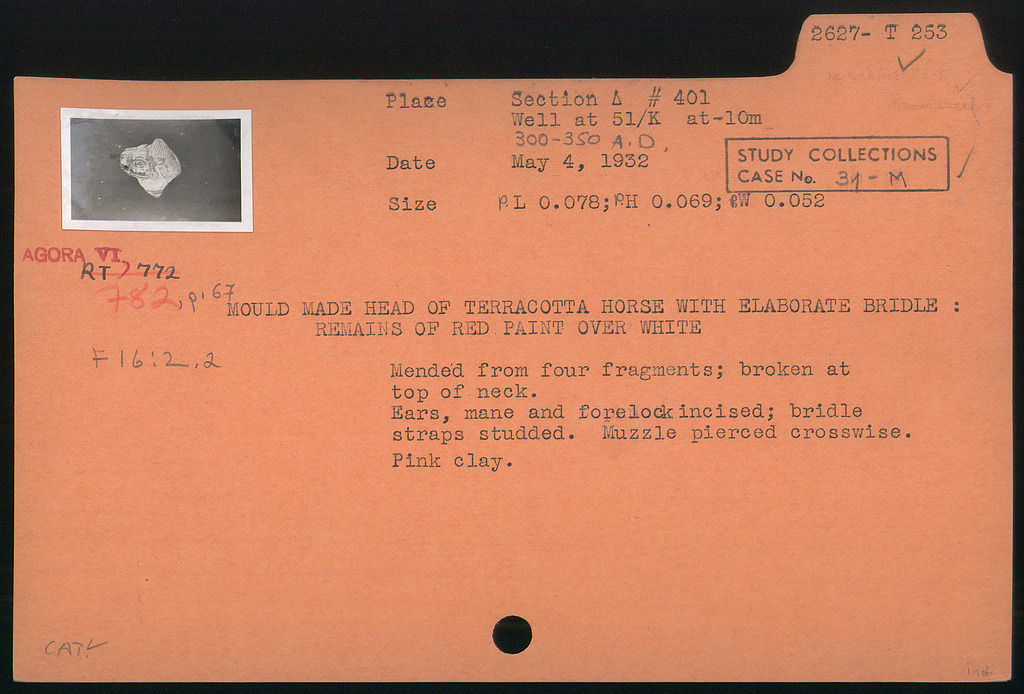 2627- T 253
Place Section Δ # 401
Well at 51/K at-10m
300-350 A.D.
Date May 4, 1932
STUDY COLLECTIONS
CASE No. 31-M
Size PL 0.078; PH 0.069; PW 0.052
AGORA VI,
RT 772
782, p. 67
MOULD MADE HEAD OF TERRACOTTA HORSE WITH ELABORATE BRIDLE :
REMAINS OF RED PAINT OVER WHITE
F 16:2.2
Mended from four fragments; broken at
top of neck.
Ears, mane and forelock incised; bridle
straps studded. Muzzle pierced crosswise.
Pink clay.
CAT.